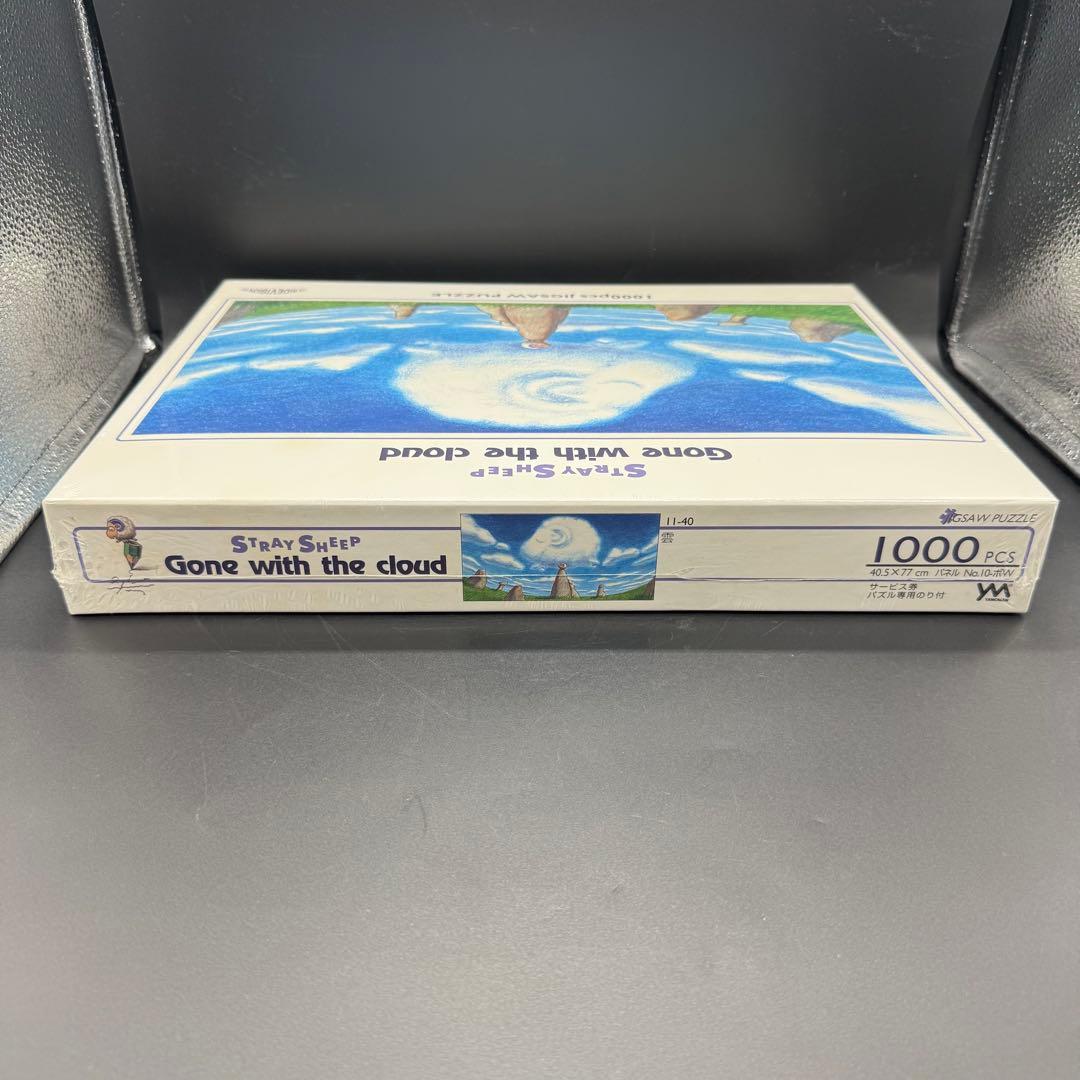 1000pcs JIGSAW PUZZLE
STRAY SHEEP
Gone with the cloud
STRAY SHEEP
Gone with the cloud
11-40
雲
JIGSAW PUZZLE
1000 PCS
40.5×77 cm パネル No.10-ボW
サービス券
パズル専用のり付
YM
YANOMAN